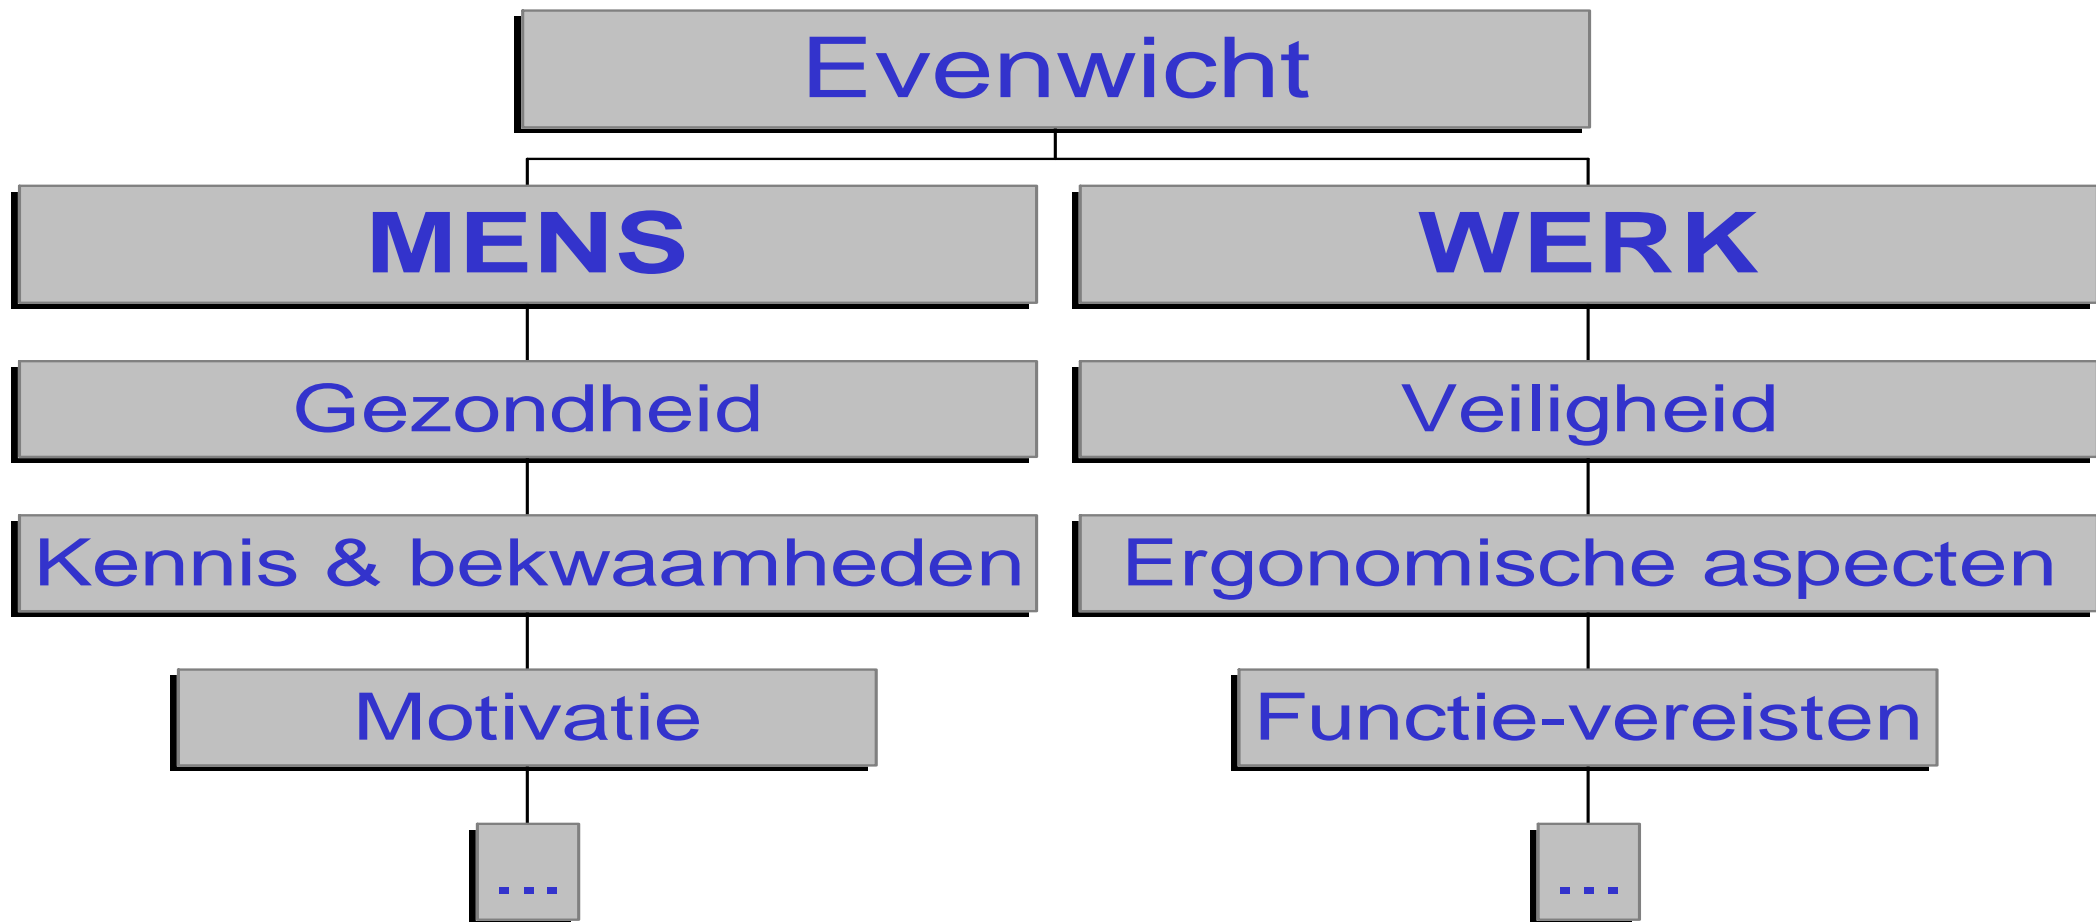 Evenwicht
MENS
WERK
Gezondheid
Veiligheid
Kennis & bekwaamheden
Ergonomische aspecten
Motivatie
Functie-vereisten
...
...